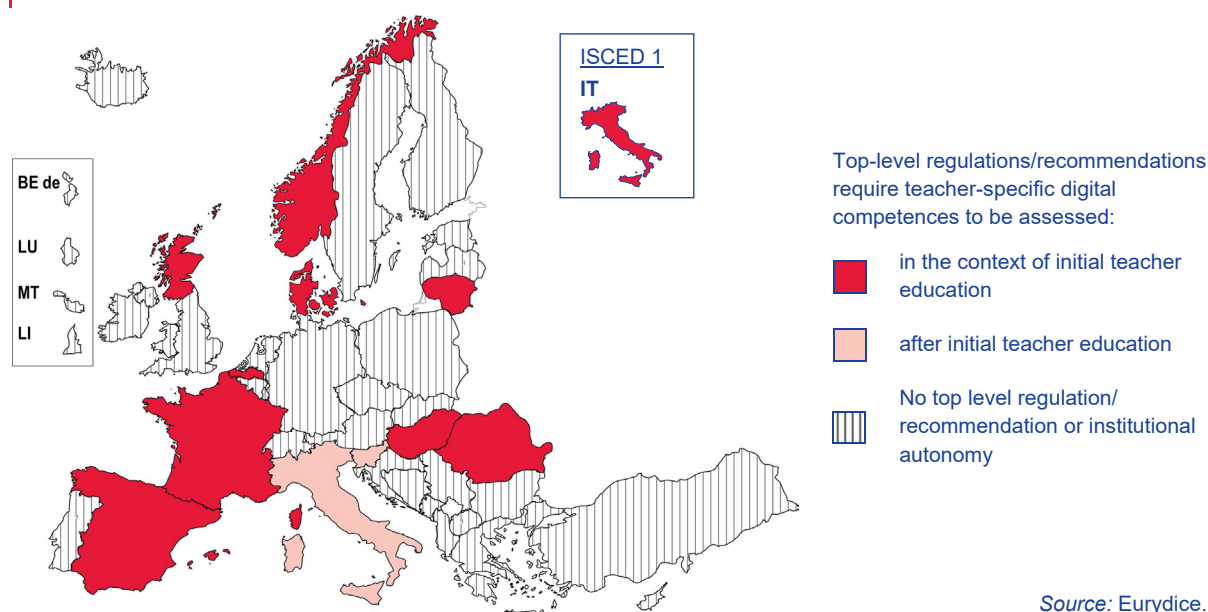 ISCED 1
IT
BE de
LU
MT
LI
Top-level regulations/recommendations
require teacher-specific digital
competences to be assessed:
in the context of initial teacher
education
after initial teacher education
No top level regulation/
recommendation or institutional
autonomy
Source: Eurydice.